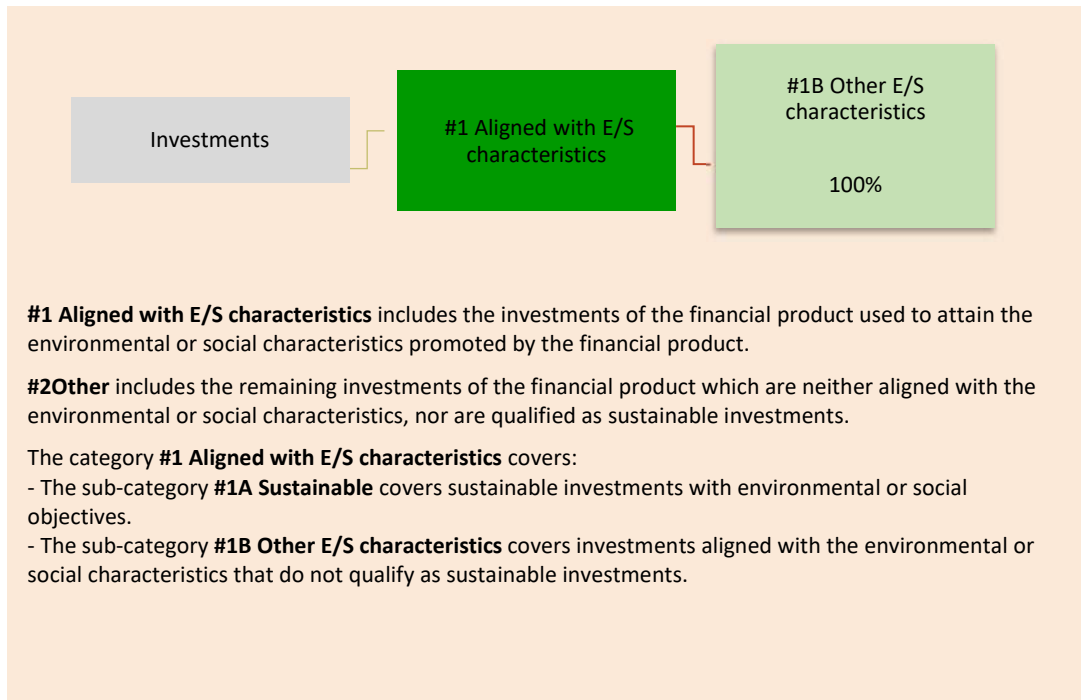 Investments
#1 Aligned with E/S
characteristics
#1B Other E/S
characteristics
100%
#1 Aligned with E/S characteristics includes the investments of the financial product used to attain the
environmental or social characteristics promoted by the financial product.
#2Other includes the remaining investments of the financial product which are neither aligned with the
environmental or social characteristics, nor are qualified as sustainable investments.
The category #1 Aligned with E/S characteristics covers:
- The sub-category #1A Sustainable covers sustainable investments with environmental or social
objectives.
- The sub-category #1B Other E/S characteristics covers investments aligned with the environmental or
social characteristics that do not qualify as sustainable investments.